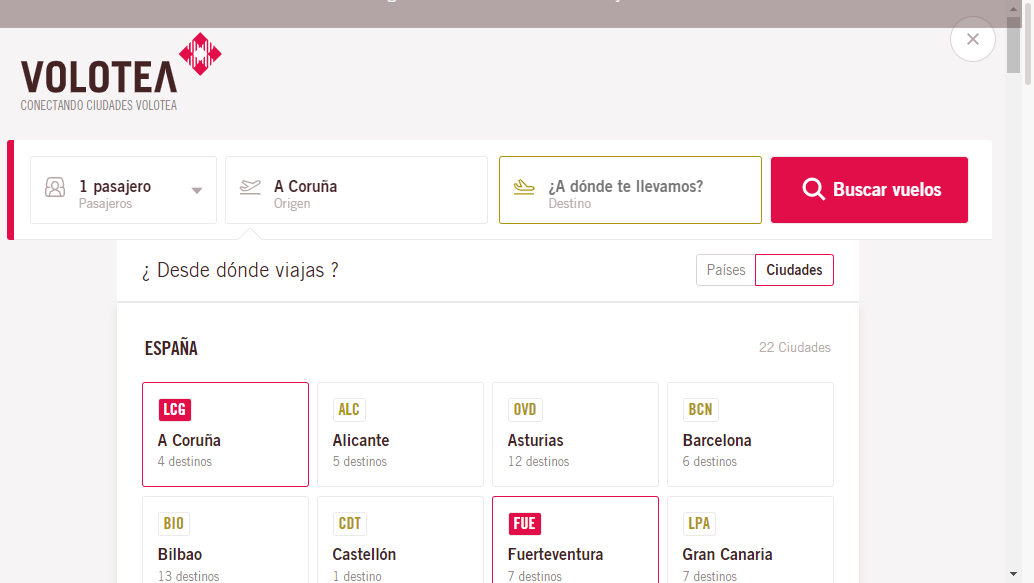 VOLOTEA
CONECTANDO CIUDADES VOLOTEA
1 pasajero
Pasajeros
A Coruña
Origen
¿A dónde te llevamos?
Destino
Buscar vuelos
¿ Desde dónde viajas ?
Países
Ciudades
ESPAÑA
22 Ciudades
LCG
A Coruña
4 destinos
ALC
Alicante
5 destinos
OVD
Asturias
12 destinos
BCN
Barcelona
6 destinos
BIO
Bilbao
13 destinos
CDT
Castellón
1 destino
FUE
Fuerteventura
7 destinos
LPA
Gran Canaria
7 destinos